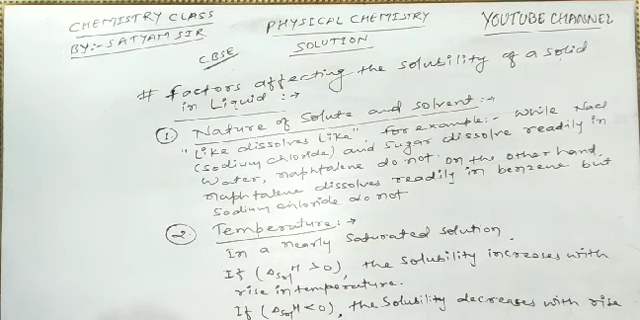 CHEMISTRY CLASS PHYSICAL CHEMISTRY YOUTUBE CHANNEL
BY:- SATYAM SIR SOLUTION
CBSE
# Factors affecting the solubility of a solid
in Liquid :→
① Nature of Solute and solvent :→
"Like dissolves Like". for example:- While Nacl
(sodium chloride) and Sugar dissolve readily in
Water, naphtalene do not. on the other hand,
naphtalene dissolves readily in benzene but
sodium chloride do not
② Temperature :→
In a nearly saturated solution.
If (Δsol H > 0), the solubility increases with
rise in temperature.
If (Δsol H < 0), the solubility decreases with rise